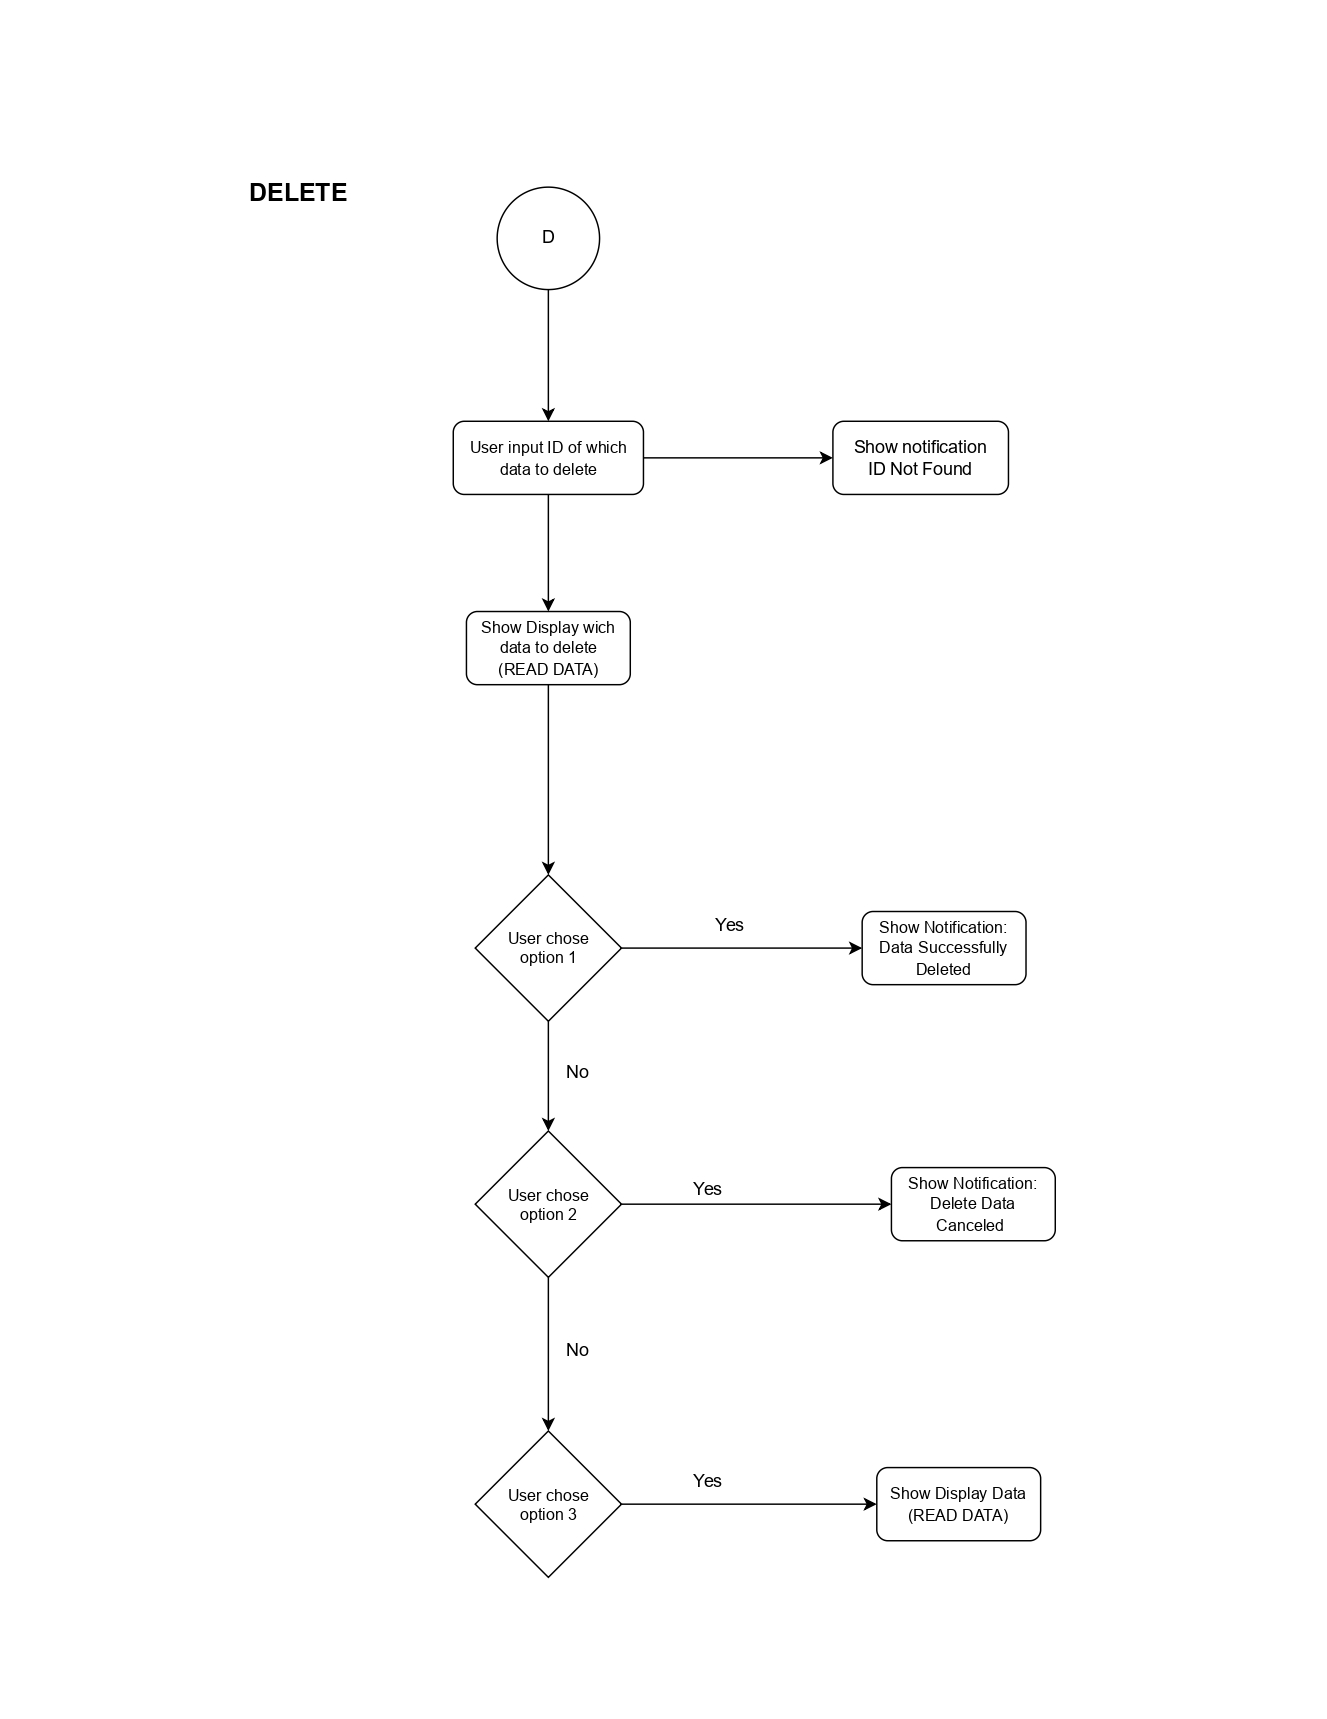 DELETE
D
User input ID of which
data to delete
Show notification
ID Not Found
Show Display wich
data to delete
(READ DATA)
User chose
option 1
Yes
Show Notification:
Data Successfully
Deleted
No
User chose
option 2
Yes
Show Notification:
Delete Data
Canceled
No
User chose
option 3
Yes
Show Display Data
(READ DATA)